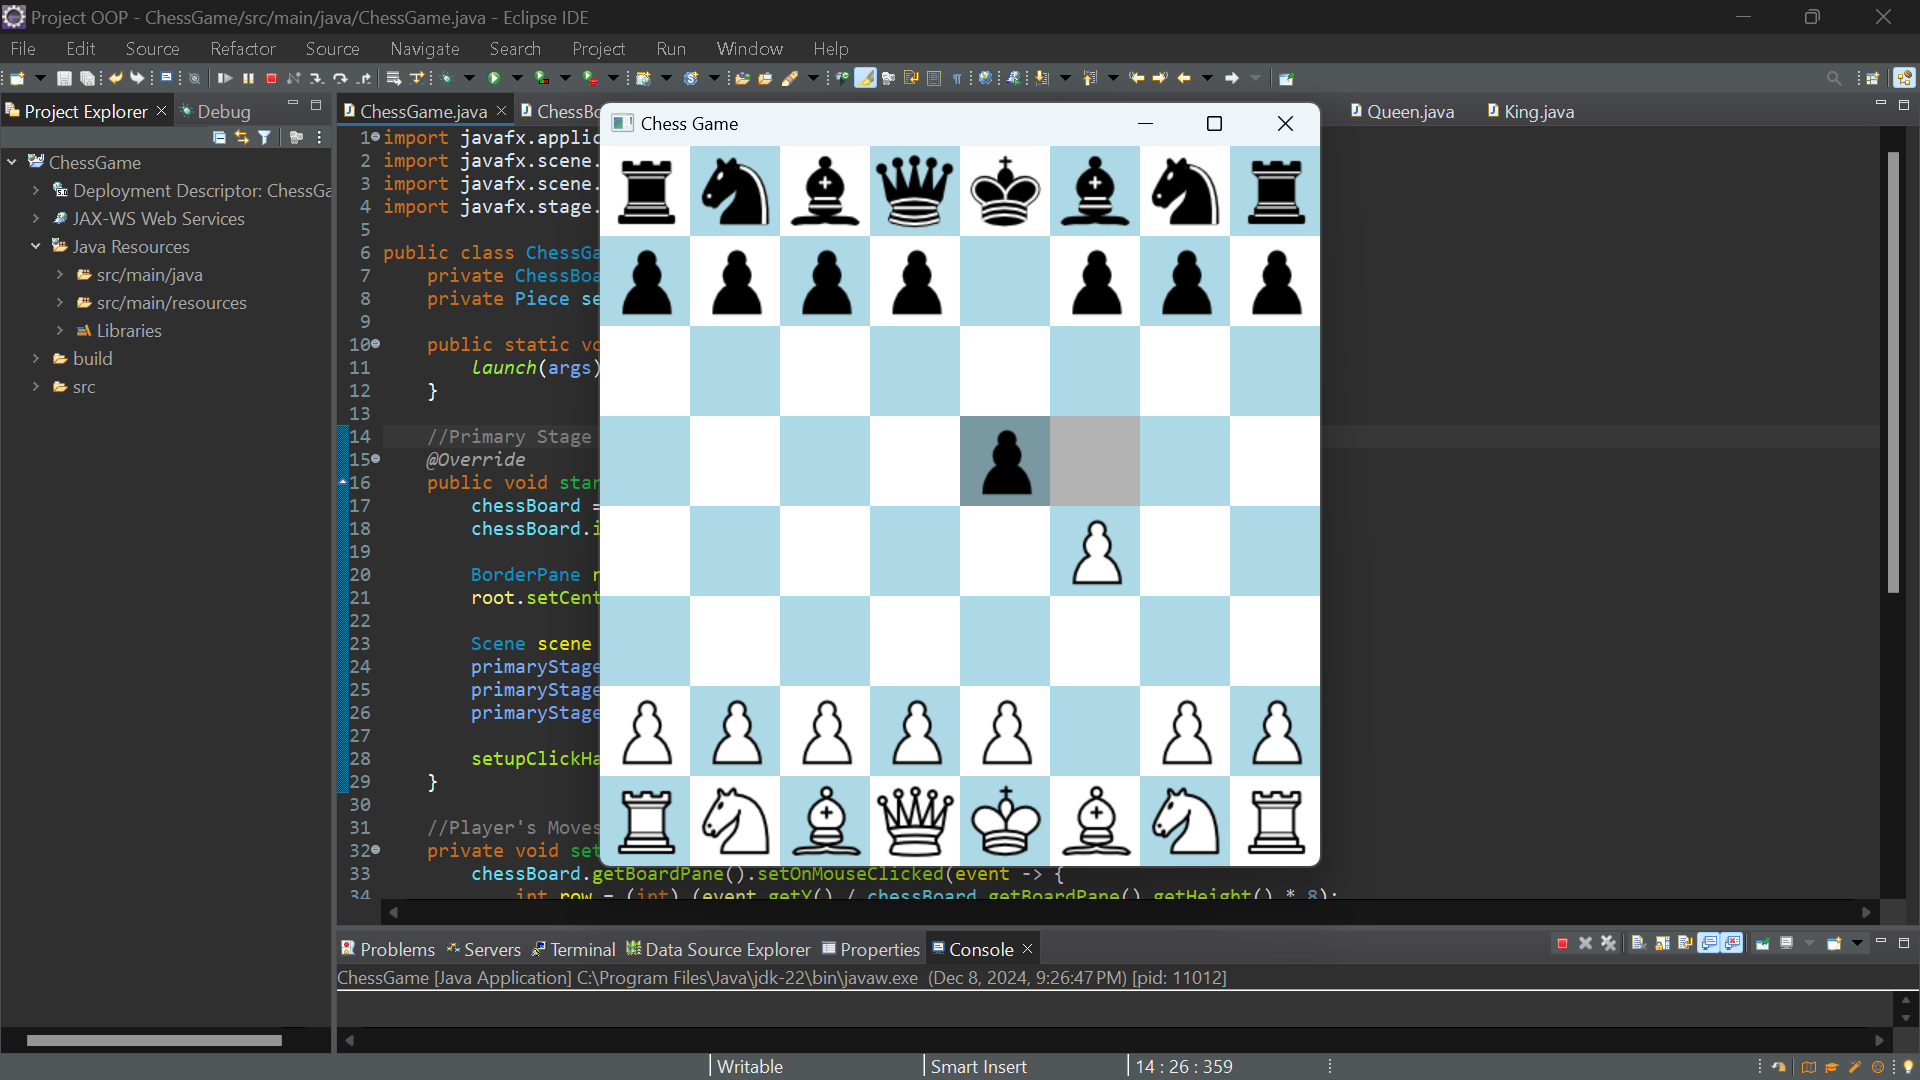 Project OOP - ChessGame/src/main/java/ChessGame.java - Eclipse IDE
File Edit Source Refactor Source Navigate Search Project Run Window Help
Project Explorer Debug
ChessGame
Deployment Descriptor: ChessGa
JAX-WS Web Services
Java Resources
src/main/java
src/main/resources
Libraries
build
src
ChessGame.java ChessBo Queen.java King.java
Chess Game
1 import javafx.applic
2 import javafx.scene.
3 import javafx.scene.
4 import javafx.stage.
5
6 public class ChessGa
7 private ChessBoa
8 private Piece se
9
10 public static vo
11 launch(args)
12 }
13
14 //Primary Stage
15 @Override
16 public void star
17 chessBoard =
18 chessBoard.i
19
20 BorderPane r
21 root.setCent
22
23 Scene scene
24 primaryStage
25 primaryStage
26 primaryStage
27
28 setupClickHa
29 }
30
31 //Player's Moves
32 private void set
33 chessBoard.getBoardPane().setOnMouseClicked(event -> {
34 int row = (int) (event.getY() / chessBoard.getBoardPane().getHeight() * 8);
Problems Servers Terminal Data Source Explorer Properties Console
ChessGame [Java Application] C:\Program Files\Java\jdk-22\bin\javaw.exe (Dec 8, 2024, 9:26:47 PM) [pid: 11012]
Writable Smart Insert 14 : 26 : 359